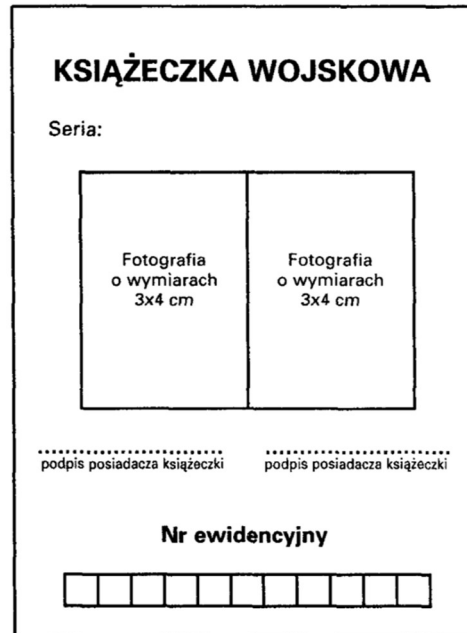 KSIĄŻECZKA WOJSKOWA
Seria:
Fotografia
o wymiarach
3x4 cm
Fotografia
o wymiarach
3x4 cm
podpis posiadacza książeczki
podpis posiadacza książeczki
Nr ewidencyjny